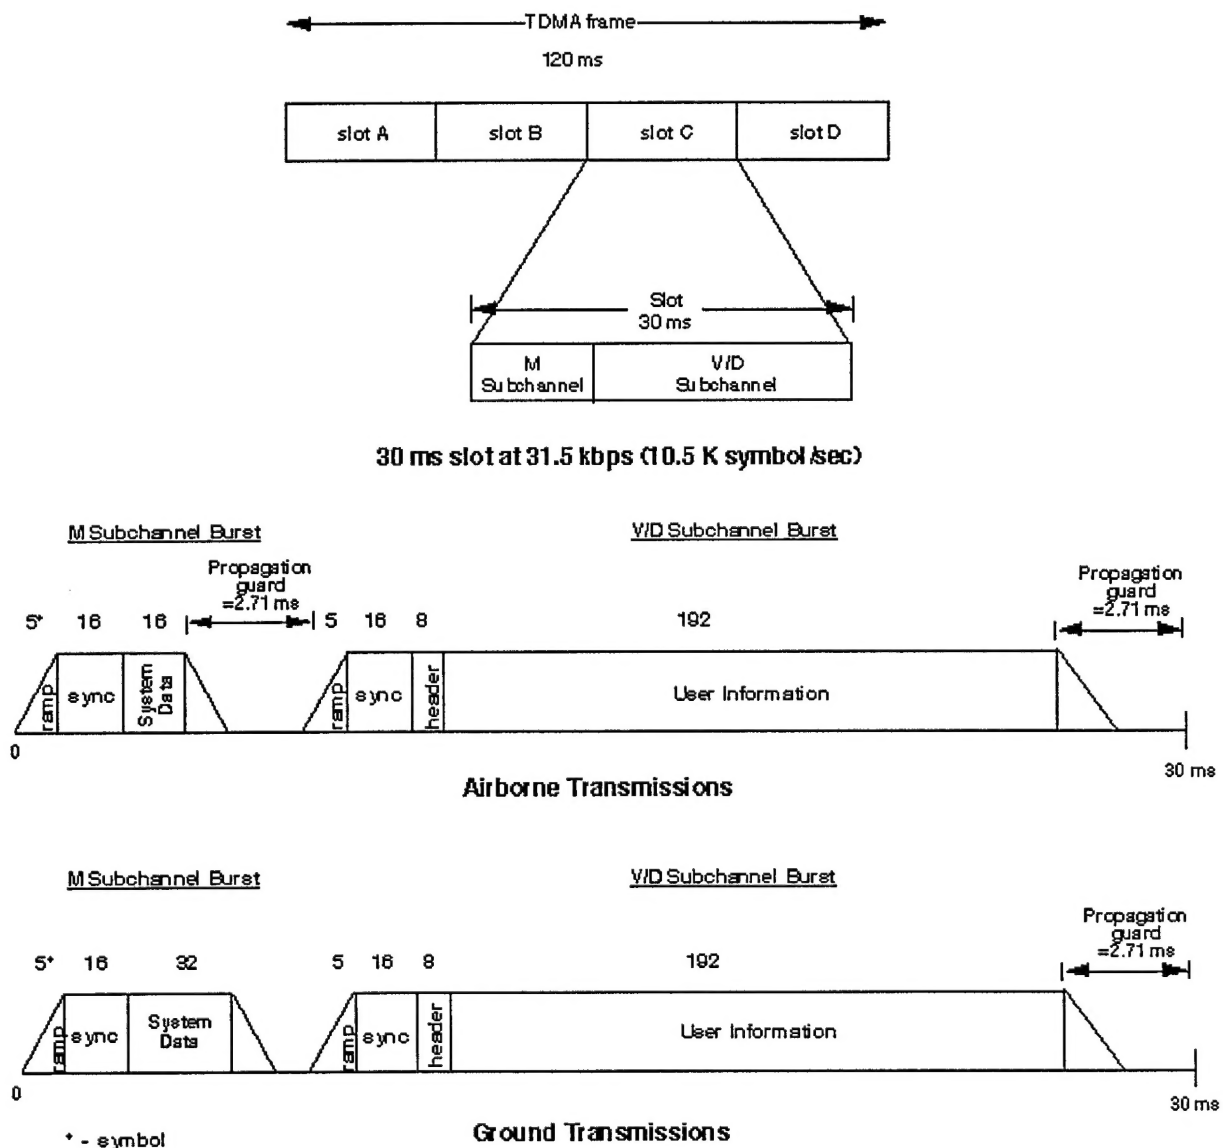 TDMA frame
120 ms
slot A slot B slot C slot D
Slot
30 ms
M
Subchannel
V/D
Subchannel
30 ms slot at 31.5 kbps (10.5 K symbol/sec)
M Subchannel Burst V/D Subchannel Burst
Propagation
guard
=2.71 ms
Propagation
guard
=2.71 ms
5* 16 16 5 16 8 192
ramp sync System Data ramp sync header User Information
0 30 ms
Airborne Transmissions
M Subchannel Burst V/D Subchannel Burst
Propagation
guard
=2.71 ms
5* 16 32 5 16 8 192
ramp sync System Data ramp sync header User Information
0 30 ms
* - symbol
Ground Transmissions